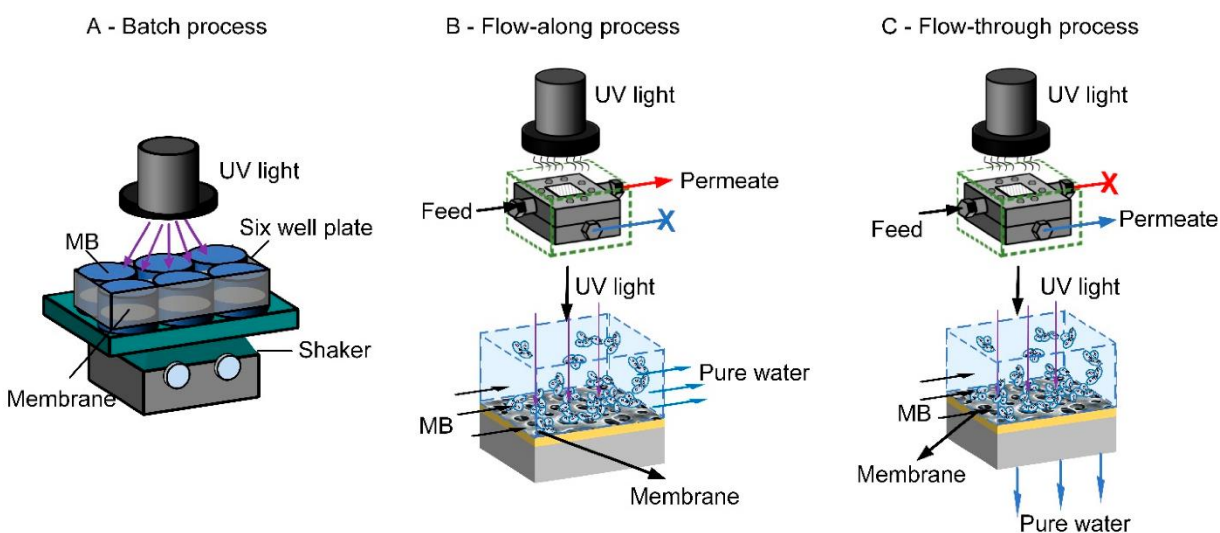 A - Batch process
UV light
MB
Six well plate
Shaker
Membrane
B - Flow-along process
UV light
Permeate
Feed
X
UV light
Pure water
MB
Membrane
C - Flow-through process
UV light
X
Feed
Permeate
UV light
MB
Membrane
Pure water